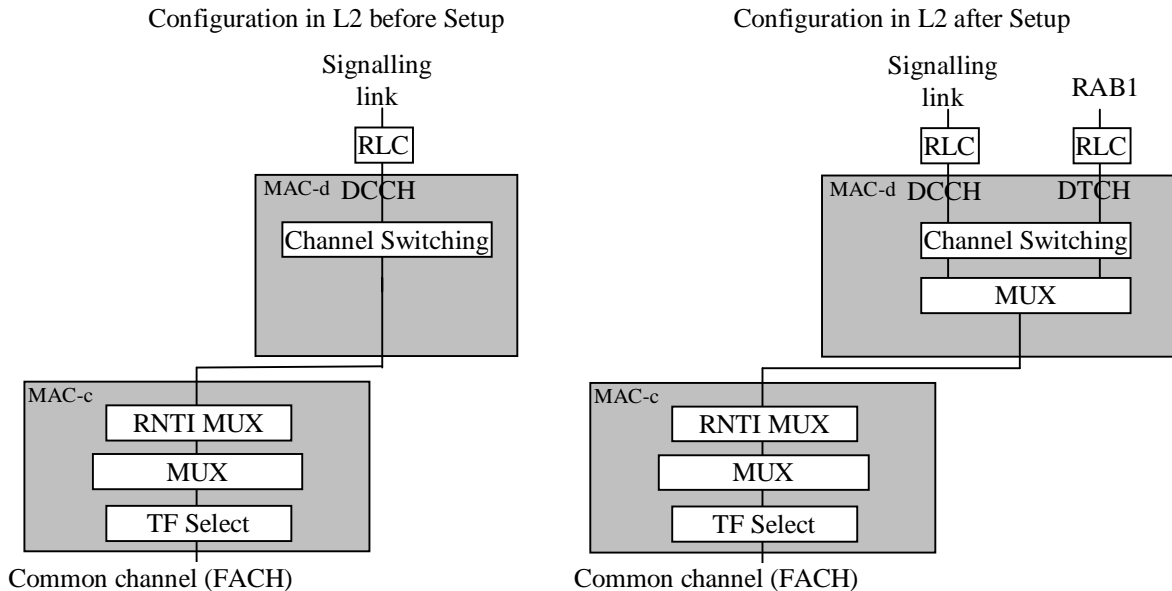 Configuration in L2 before Setup
Signalling
link
RLC
MAC-d DCCH
Channel Switching
MAC-c
RNTI MUX
MUX
TF Select
Common channel (FACH)
Configuration in L2 after Setup
Signalling
link
RAB1
RLC
RLC
MAC-d DCCH
DTCH
Channel Switching
MUX
MAC-c
RNTI MUX
MUX
TF Select
Common channel (FACH)